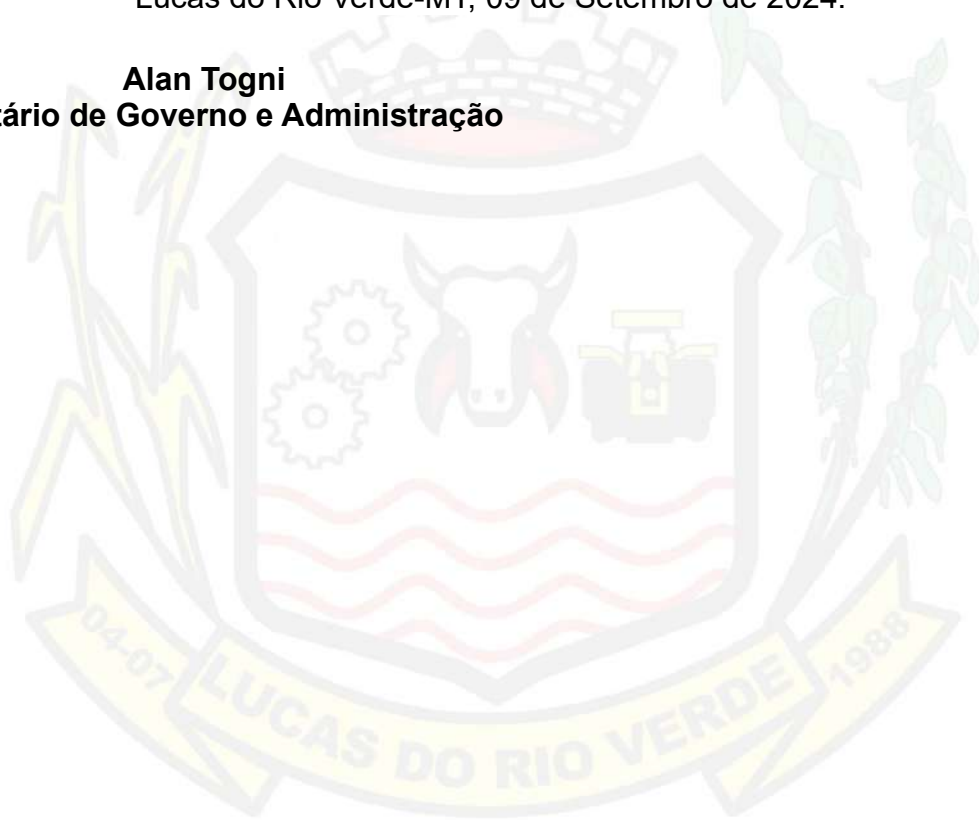 Lucas do Rio Verde-MT, 09 de Setembro de 2024.
Alan Togni
tário de Governo e Administração
04-07
LUCAS DO RIO VERDE
1988